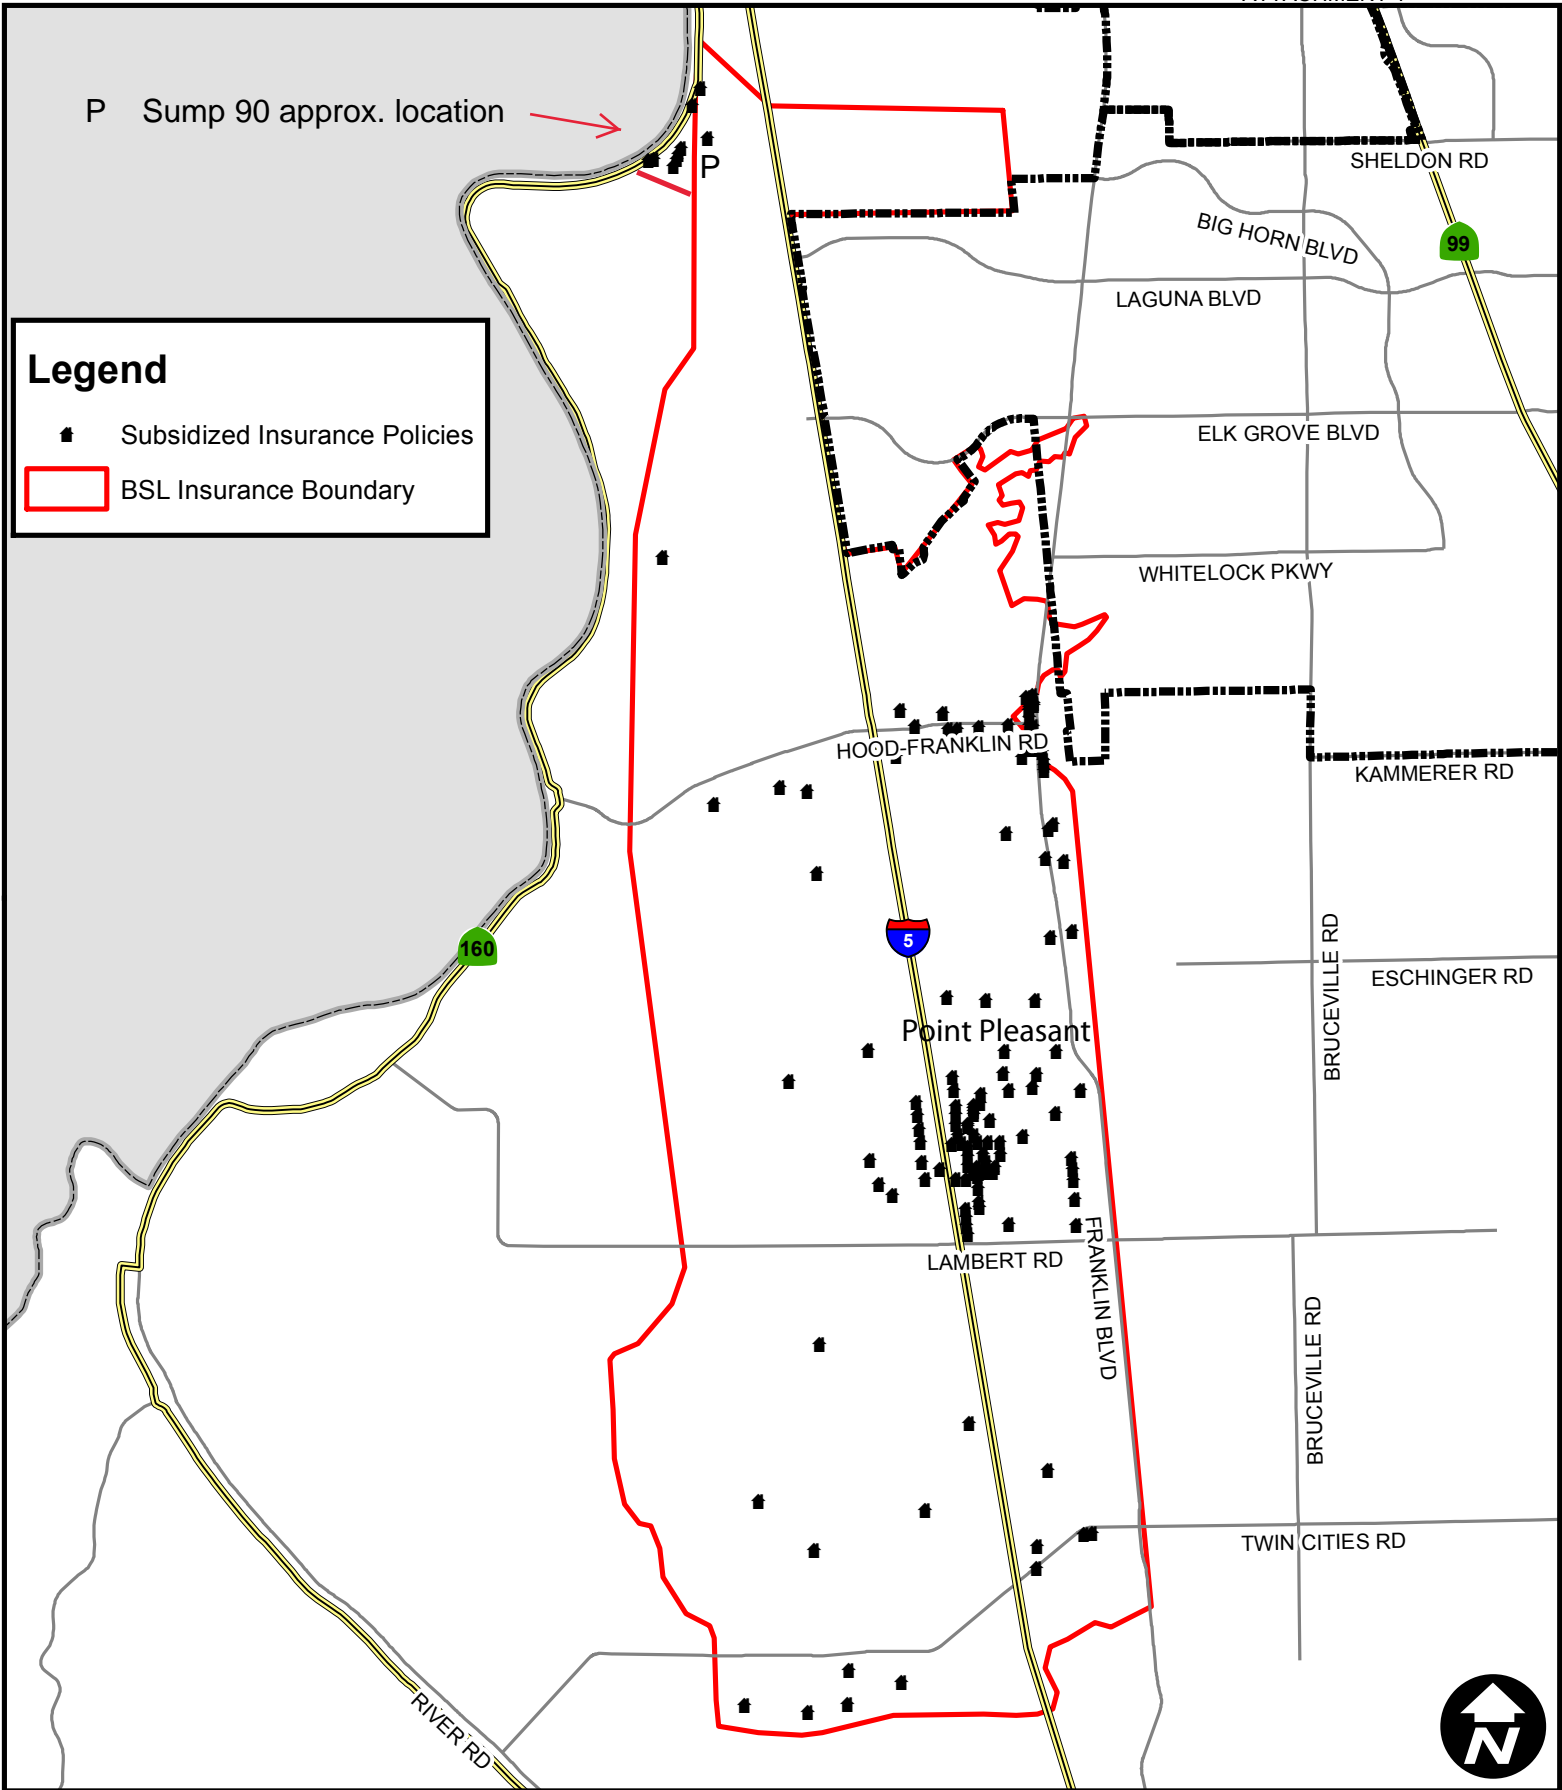 P Sump 90 approx. location
P
SHELDON RD
BIG HORN BLVD
99
LAGUNA BLVD
Legend
Subsidized Insurance Policies
BSL Insurance Boundary
ELK GROVE BLVD
WHITELOCK PKWY
HOOD-FRANKLIN RD
KAMMERER RD
160
5
BRUCEVILLE RD
ESCHINGER RD
Point Pleasant
LAMBERT RD
FRANKLIN BLVD
BRUCEVILLE RD
TWIN CITIES RD
RIVER RD
N